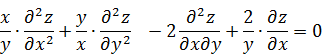 x/y · ∂²z/∂x² + y/x · ∂²z/∂y² − 2 ∂²z/∂x∂y + 2/y · ∂z/∂x = 0